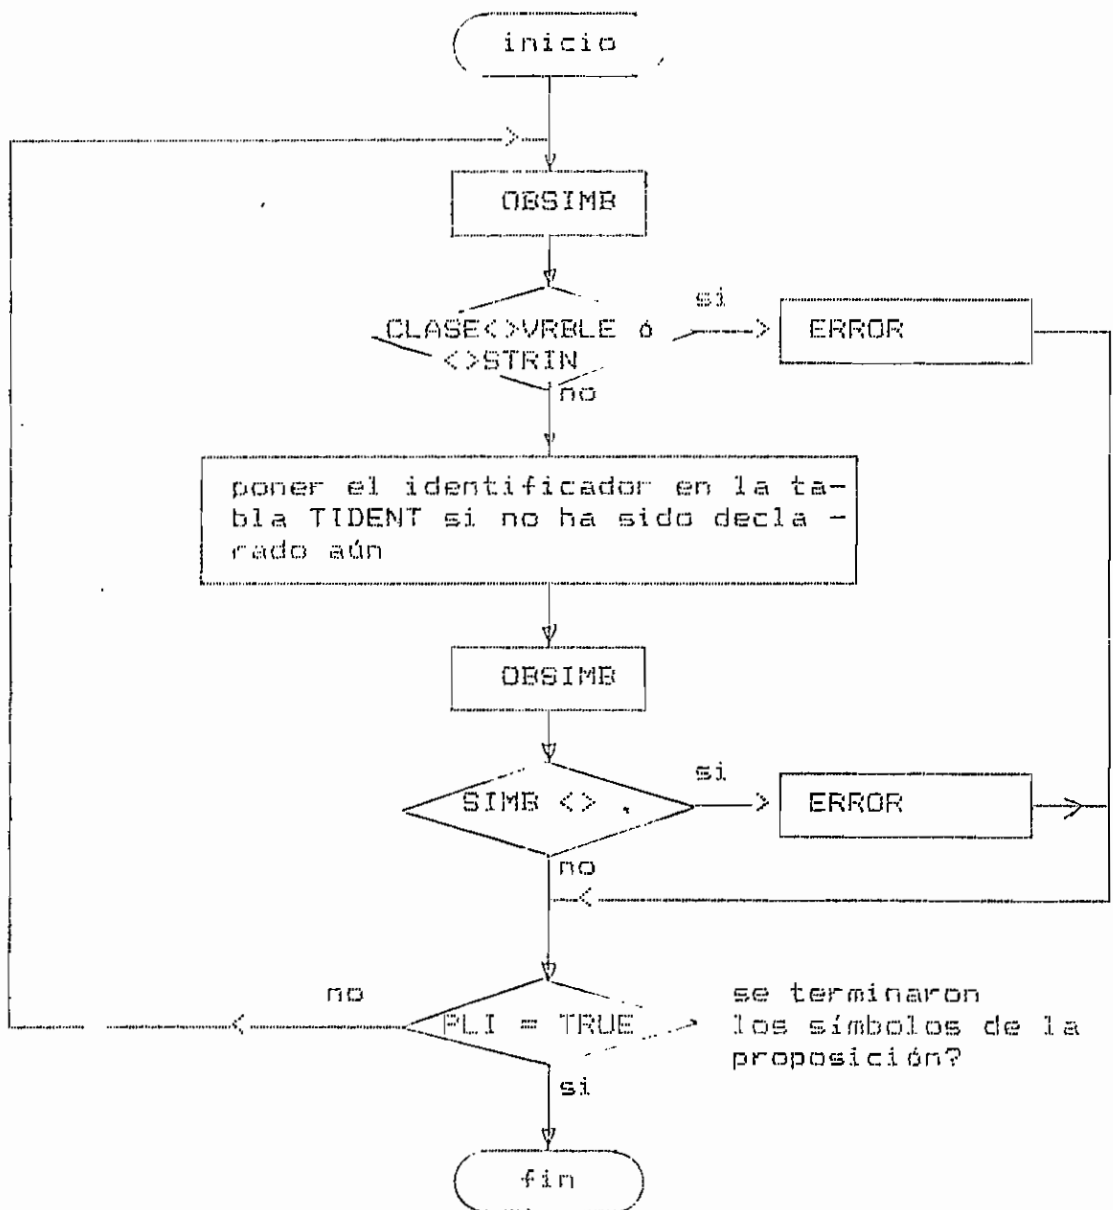 inicio
OBSIMB
CLASE<>VRBLE ó
<>STRIN
si
ERROR
no
poner el identificador en la ta-
bla TIDENT si no ha sido decla -
rado aún
OBSIMB
SIMB <> ,
si
ERROR
no
no
PLI = TRUE
se terminaron
los símbolos de la
proposición?
si
fin